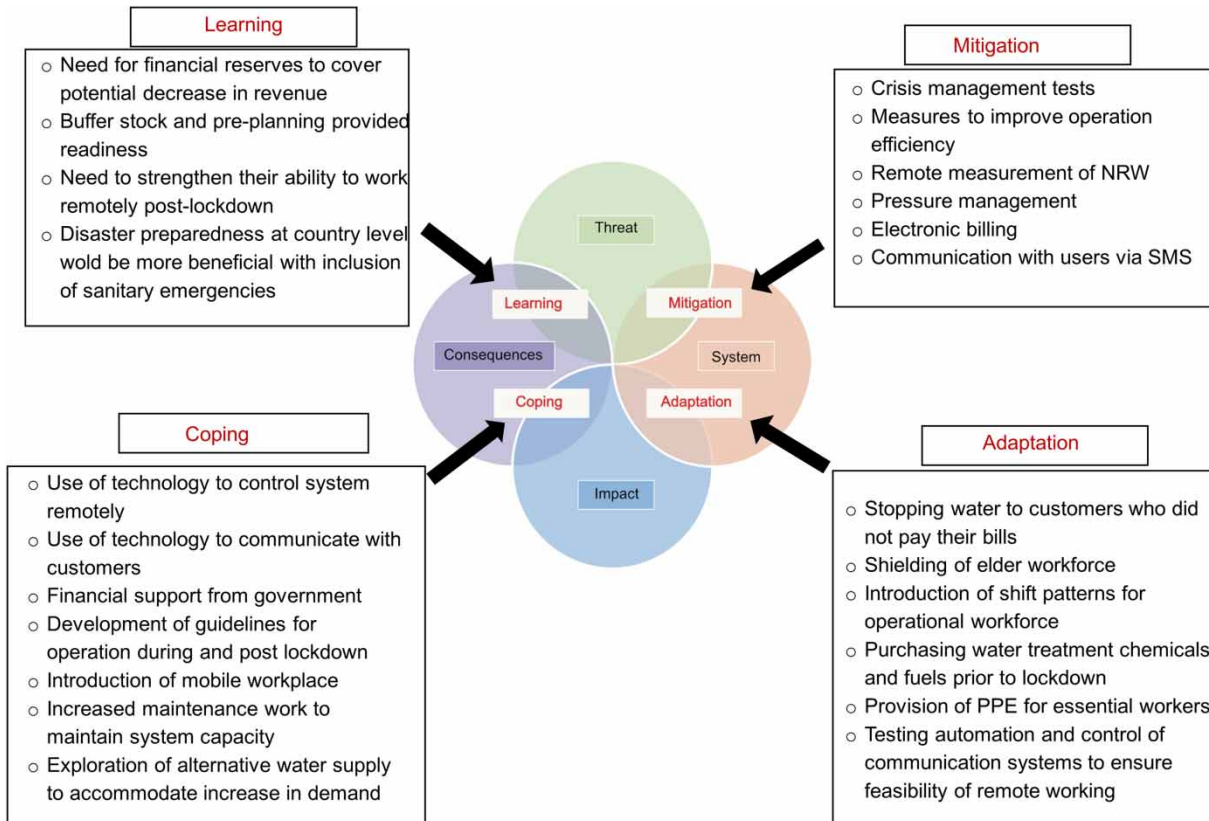 Learning
○ Need for financial reserves to cover
potential decrease in revenue
○ Buffer stock and pre-planning provided
readiness
○ Need to strengthen their ability to work
remotely post-lockdown
○ Disaster preparedness at country level
wold be more beneficial with inclusion
of sanitary emergencies
Mitigation
○ Crisis management tests
○ Measures to improve operation
efficiency
○ Remote measurement of NRW
○ Pressure management
○ Electronic billing
○ Communication with users via SMS
Threat
Learning
Mitigation
Consequences
System
Coping
Adaptation
Impact
Coping
○ Use of technology to control system
remotely
○ Use of technology to communicate with
customers
○ Financial support from government
○ Development of guidelines for
operation during and post lockdown
○ Introduction of mobile workplace
○ Increased maintenance work to
maintain system capacity
○ Exploration of alternative water supply
to accommodate increase in demand
Adaptation
○ Stopping water to customers who did
not pay their bills
○ Shielding of elder workforce
○ Introduction of shift patterns for
operational workforce
○ Purchasing water treatment chemicals
and fuels prior to lockdown
○ Provision of PPE for essential workers
○ Testing automation and control of
communication systems to ensure
feasibility of remote working